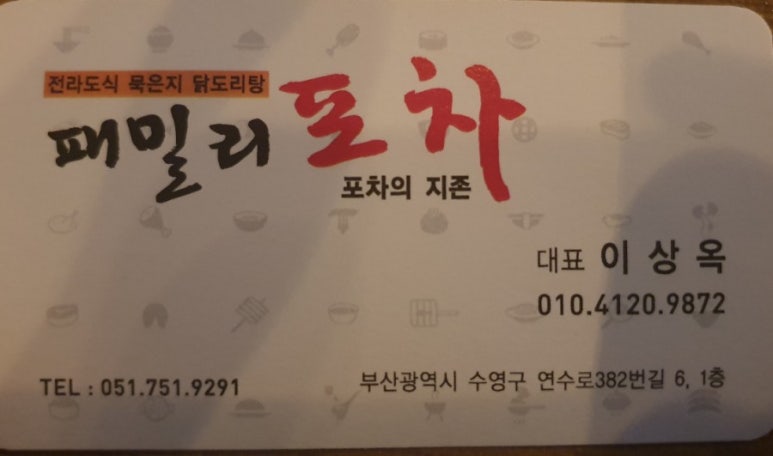 전라도식 묵은지 닭도리탕
패밀리 포차
포차의 지존
대표 이상옥
010.4120.9872
TEL : 051.751.9291
부산광역시 수영구 연수로382번길 6, 1층